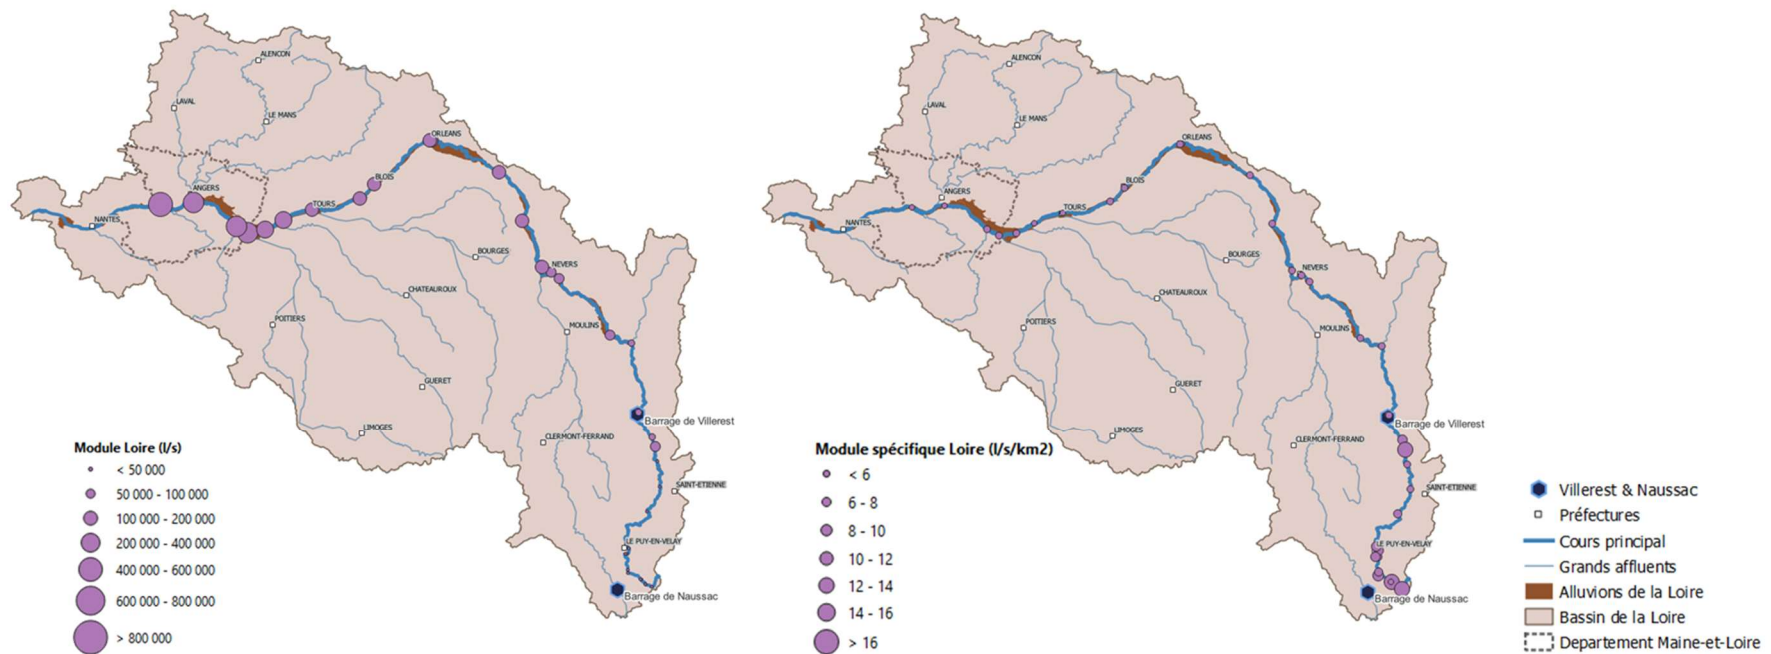 ALENCON
LAVAL
LE MANS
ORLEANS
ANGERS
BLOIS
TOURS
NANTES
BOURGES
NEVERS
CHATEAUROUX
POITIERS
MOULINS
GUERET
Barrage de Villerest
LIMOGES
CLERMONT-FERRAND
SAINT-ETIENNE
LE PUY-EN-VELAY
Barrage de Naussac
Module Loire (l/s)
< 50 000
50 000 - 100 000
100 000 - 200 000
200 000 - 400 000
400 000 - 600 000
600 000 - 800 000
> 800 000
ALENCON
LAVAL
LE MANS
ORLEANS
ANGERS
BLOIS
TOURS
NANTES
BOURGES
NEVERS
CHATEAUROUX
POITIERS
MOULINS
GUERET
Barrage de Villerest
LIMOGES
CLERMONT-FERRAND
SAINT-ETIENNE
LE PUY-EN-VELAY
Barrage de Naussac
Module spécifique Loire (l/s/km2)
< 6
6 - 8
8 - 10
10 - 12
12 - 14
14 - 16
> 16
Villerest & Naussac
Préfectures
Cours principal
Grands affluents
Alluvions de la Loire
Bassin de la Loire
Departement Maine-et-Loire